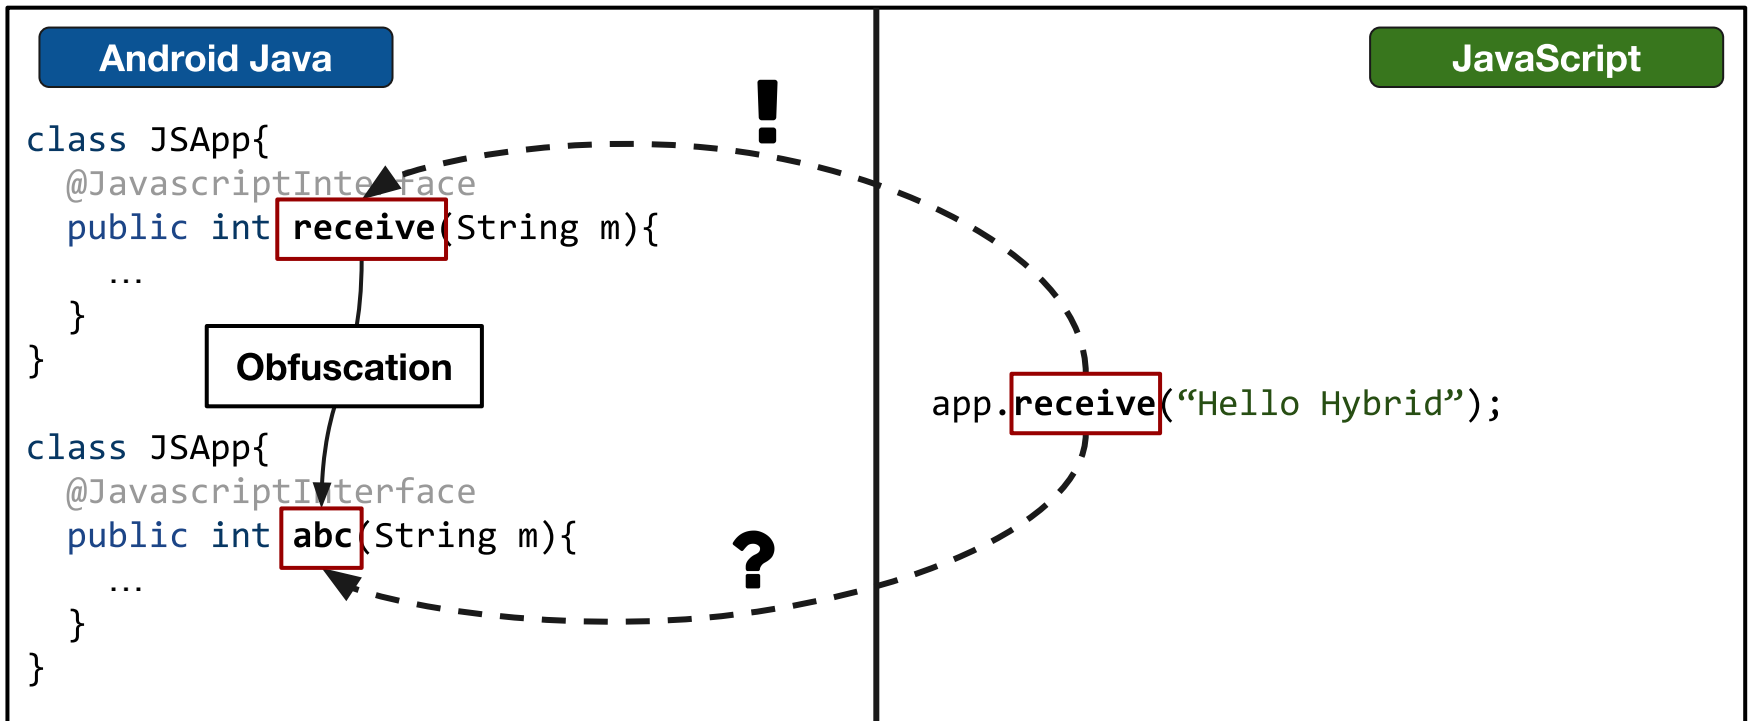 Android Java
class JSApp{
@JavascriptInterface
public int receive(String m){
...
}
}
Obfuscation
class JSApp{
@JavascriptInterface
public int abc(String m){
...
}
}
!
?
JavaScript
app.receive(“Hello Hybrid”);